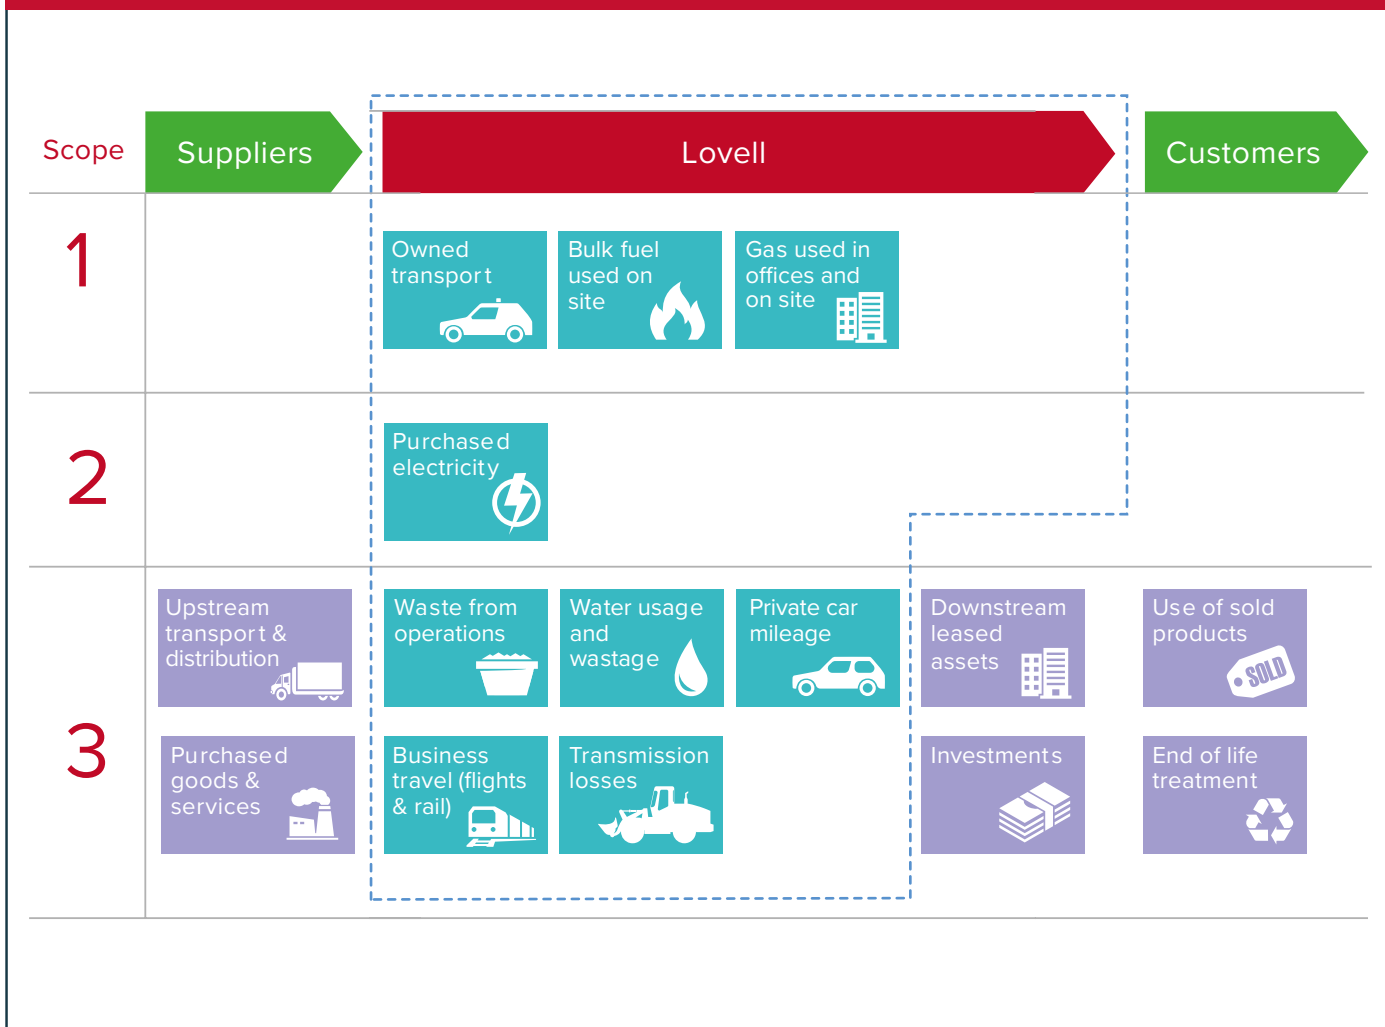 Scope
Suppliers
Lovell
Customers
1
Owned
transport
Bulk fuel
used on
site
Gas used in
offices and
on site
2
Purchased
electricity
3
Upstream
transport &
distribution
Waste from
operations
Water usage
and
wastage
Private car
mileage
Downstream
leased
assets
Use of sold
products
SOLD
Purchased
goods &
services
Business
travel (flights
& rail)
Transmission
losses
Investments
End of life
treatment